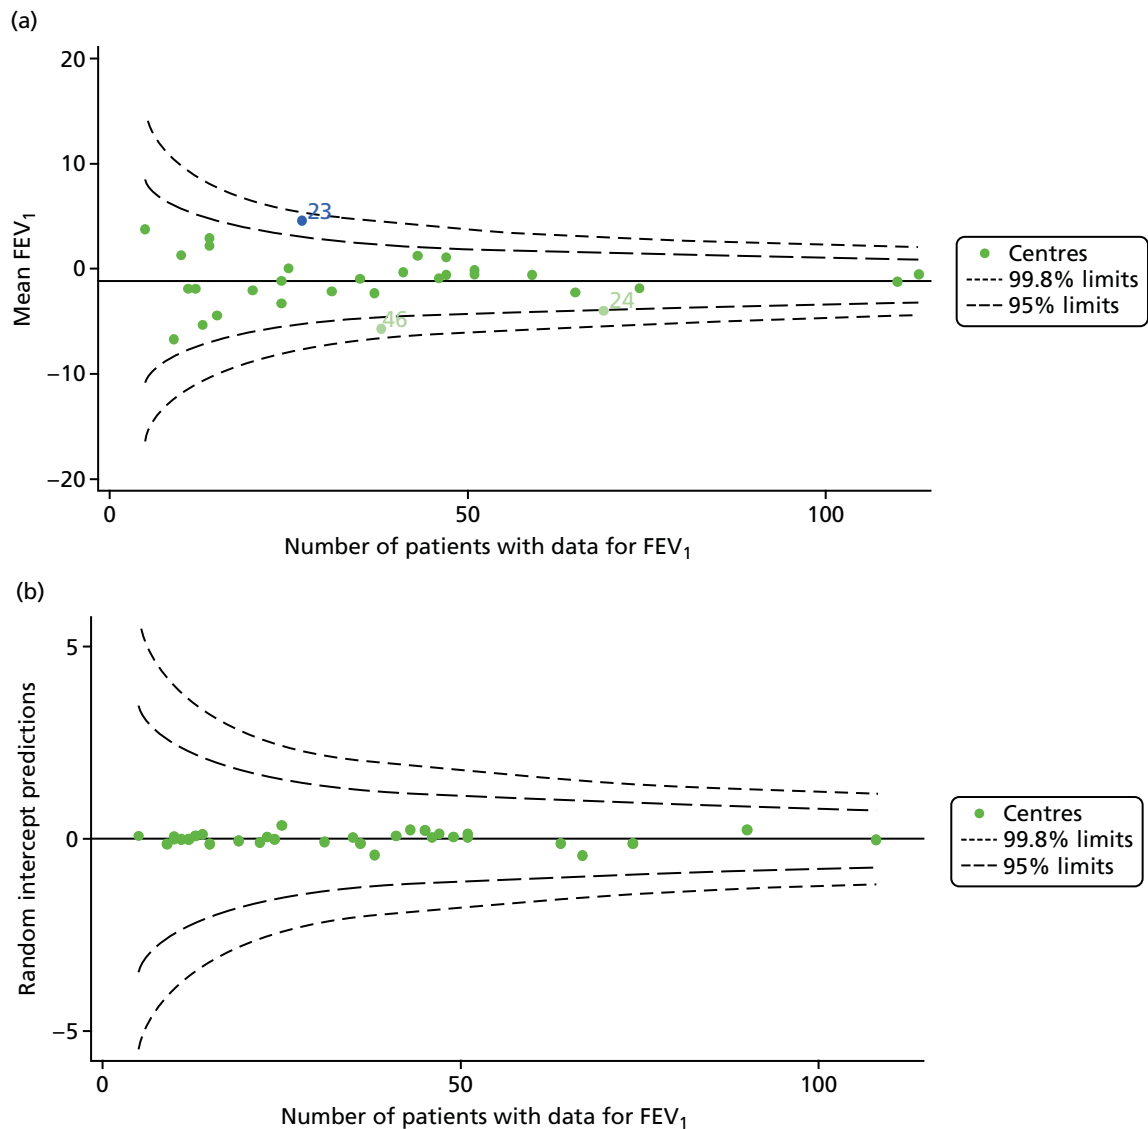 (a)
20
10
0
−10
−20
Mean FEV1
23
46
24
0
50
100
Number of patients with data for FEV1
Centres
99.8% limits
95% limits
(b)
5
0
−5
Random intercept predictions
0
50
100
Number of patients with data for FEV1
Centres
99.8% limits
95% limits